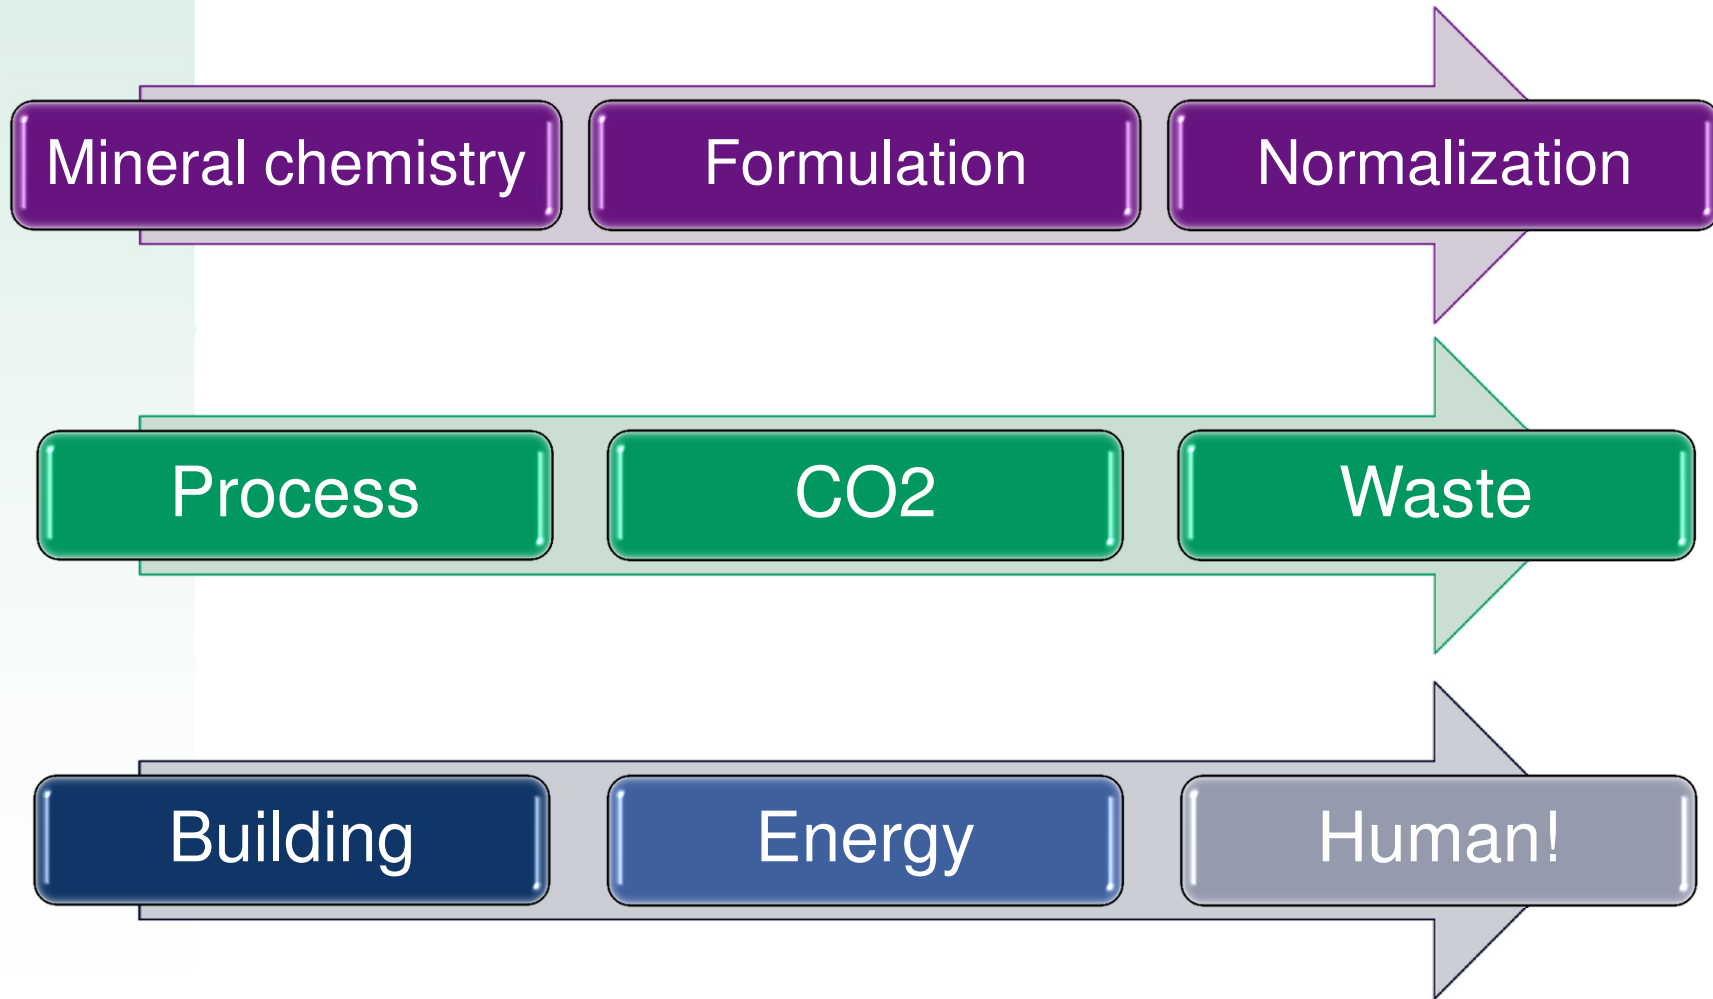 Mineral chemistry
Formulation
Normalization
Process
CO2
Waste
Building
Energy
Human!